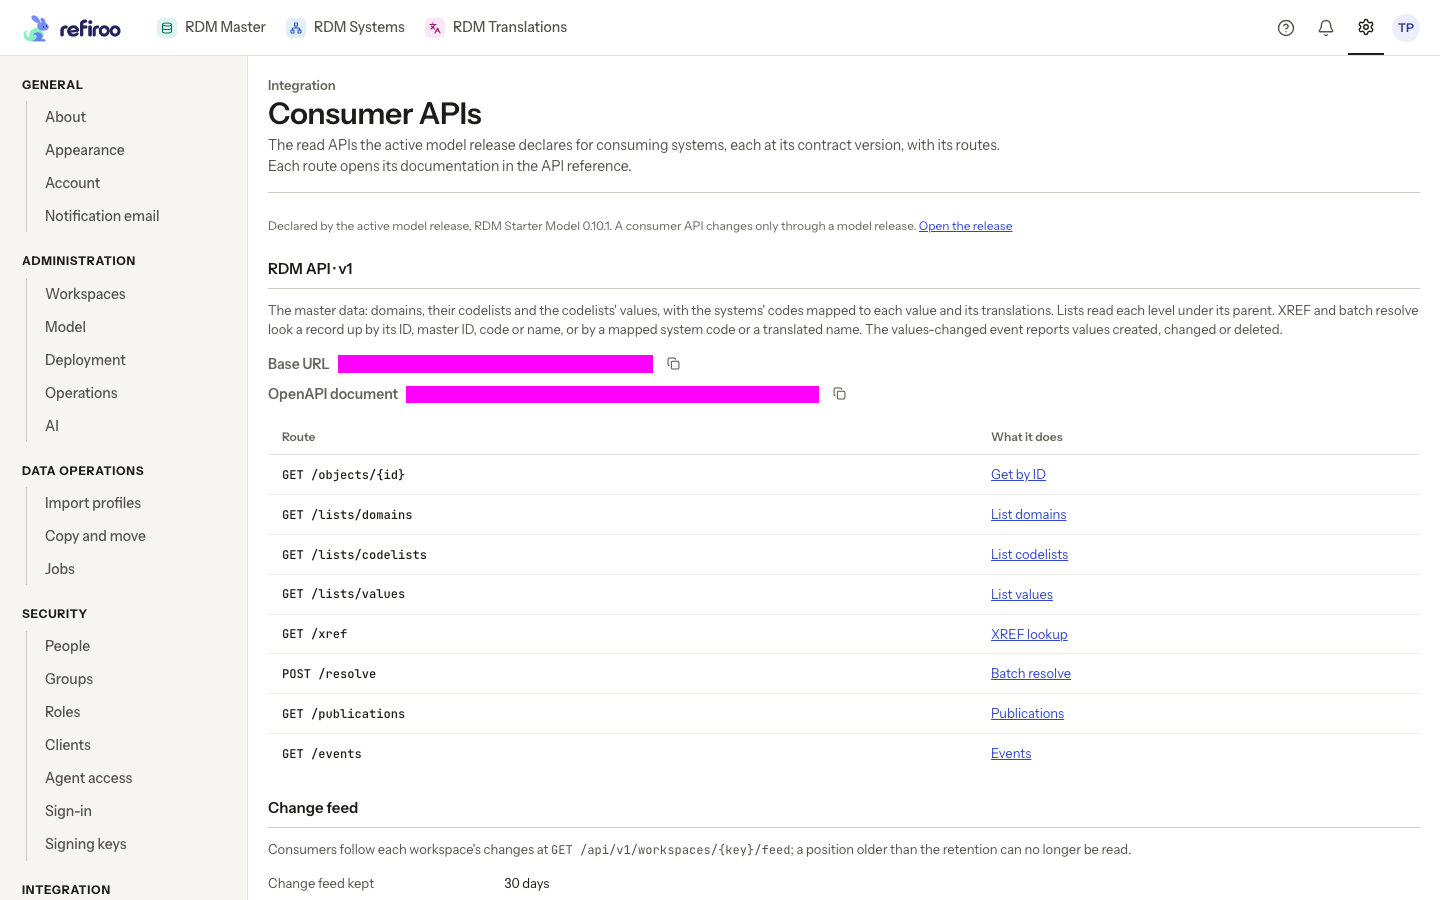 refiroo
RDM Master
RDM Systems
RDM Translations
TP
GENERAL
About
Appearance
Account
Notification email
ADMINISTRATION
Workspaces
Model
Deployment
Operations
AI
DATA OPERATIONS
Import profiles
Copy and move
Jobs
SECURITY
People
Groups
Roles
Clients
Agent access
Sign-in
Signing keys
INTEGRATION
Integration
Consumer APIs
The read APIs the active model release declares for consuming systems, each at its contract version, with its routes.
Each route opens its documentation in the API reference.
Declared by the active model release, RDM Starter Model 0.10.1. A consumer API changes only through a model release. Open the release
RDM API · v1
The master data: domains, their codelists and the codelists' values, with the systems' codes mapped to each value and its translations. Lists read each level under its parent. XREF and batch resolve
look a record up by its ID, master ID, code or name, or by a mapped system code or a translated name. The values-changed event reports values created, changed or deleted.
Base URL
OpenAPI document
Route What it does
GET /objects/{id} Get by ID
GET /lists/domains List domains
GET /lists/codelists List codelists
GET /lists/values List values
GET /xref XREF lookup
POST /resolve Batch resolve
GET /publications Publications
GET /events Events
Change feed
Consumers follow each workspace's changes at GET /api/v1/workspaces/{key}/feed; a position older than the retention can no longer be read.
Change feed kept 30 days